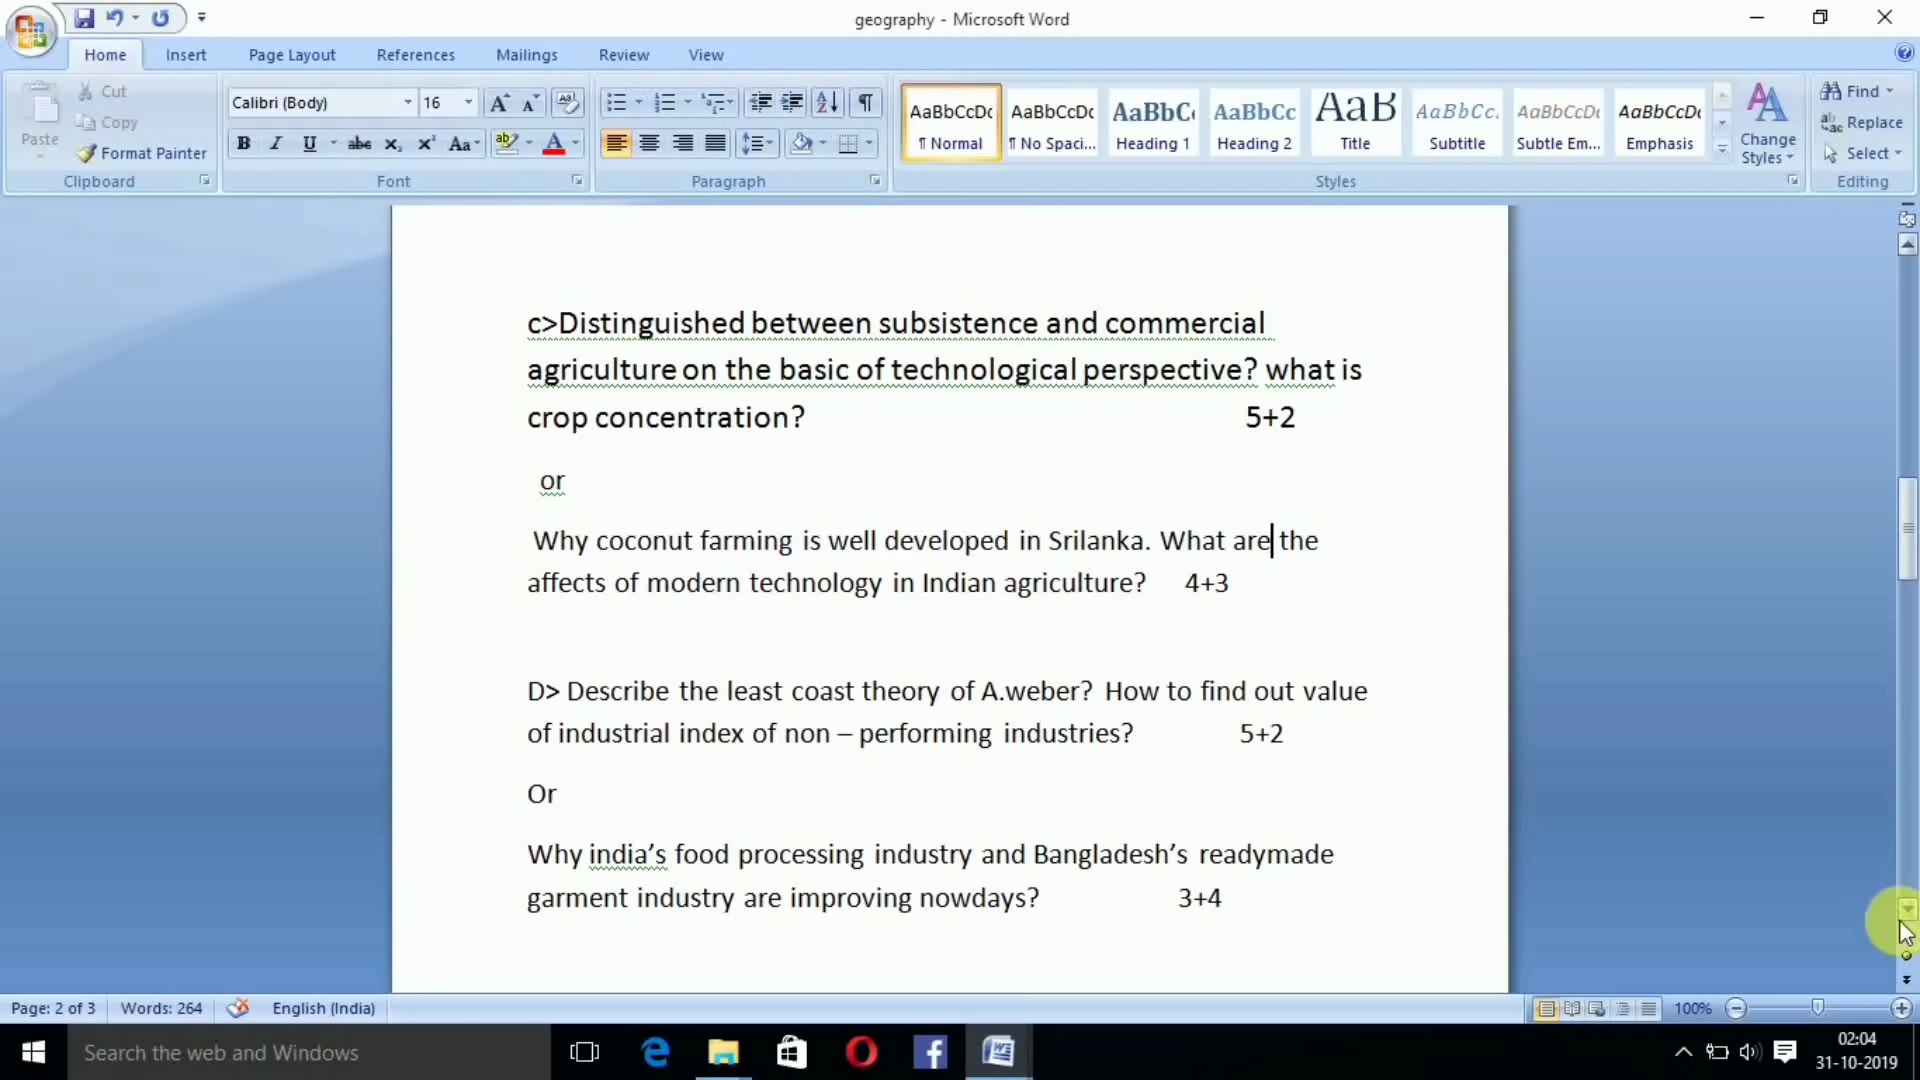 geography - Microsoft Word
Home Insert Page Layout References Mailings Review View
Paste
Cut
Copy
Format Painter
Clipboard
Calibri (Body) 16
Font
Paragraph
AaBbCcDc AaBbCcDc AaBbC AaBbCc AaB AaBbCc. AaBbCcDc AaBbCcDc
¶ Normal ¶ No Spaci... Heading 1 Heading 2 Title Subtitle Subtle Em... Emphasis
Change Styles
Styles
Find
Replace
Select
Editing
c>Distinguished between subsistence and commercial
agriculture on the basic of technological perspective? what is
crop concentration? 5+2
or
Why coconut farming is well developed in Srilanka. What are the
affects of modern technology in Indian agriculture? 4+3
D> Describe the least coast theory of A.weber? How to find out value
of industrial index of non – performing industries? 5+2
Or
Why india's food processing industry and Bangladesh's readymade
garment industry are improving nowdays? 3+4
Page: 2 of 3 Words: 264 English (India) 100%
Search the web and Windows
02:04
31-10-2019